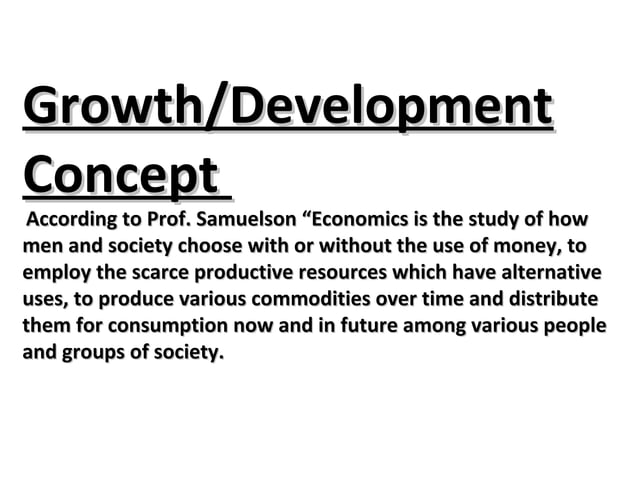 Growth/Development
Concept
According to Prof. Samuelson “Economics is the study of how
men and society choose with or without the use of money, to
employ the scarce productive resources which have alternative
uses, to produce various commodities over time and distribute
them for consumption now and in future among various people
and groups of society.